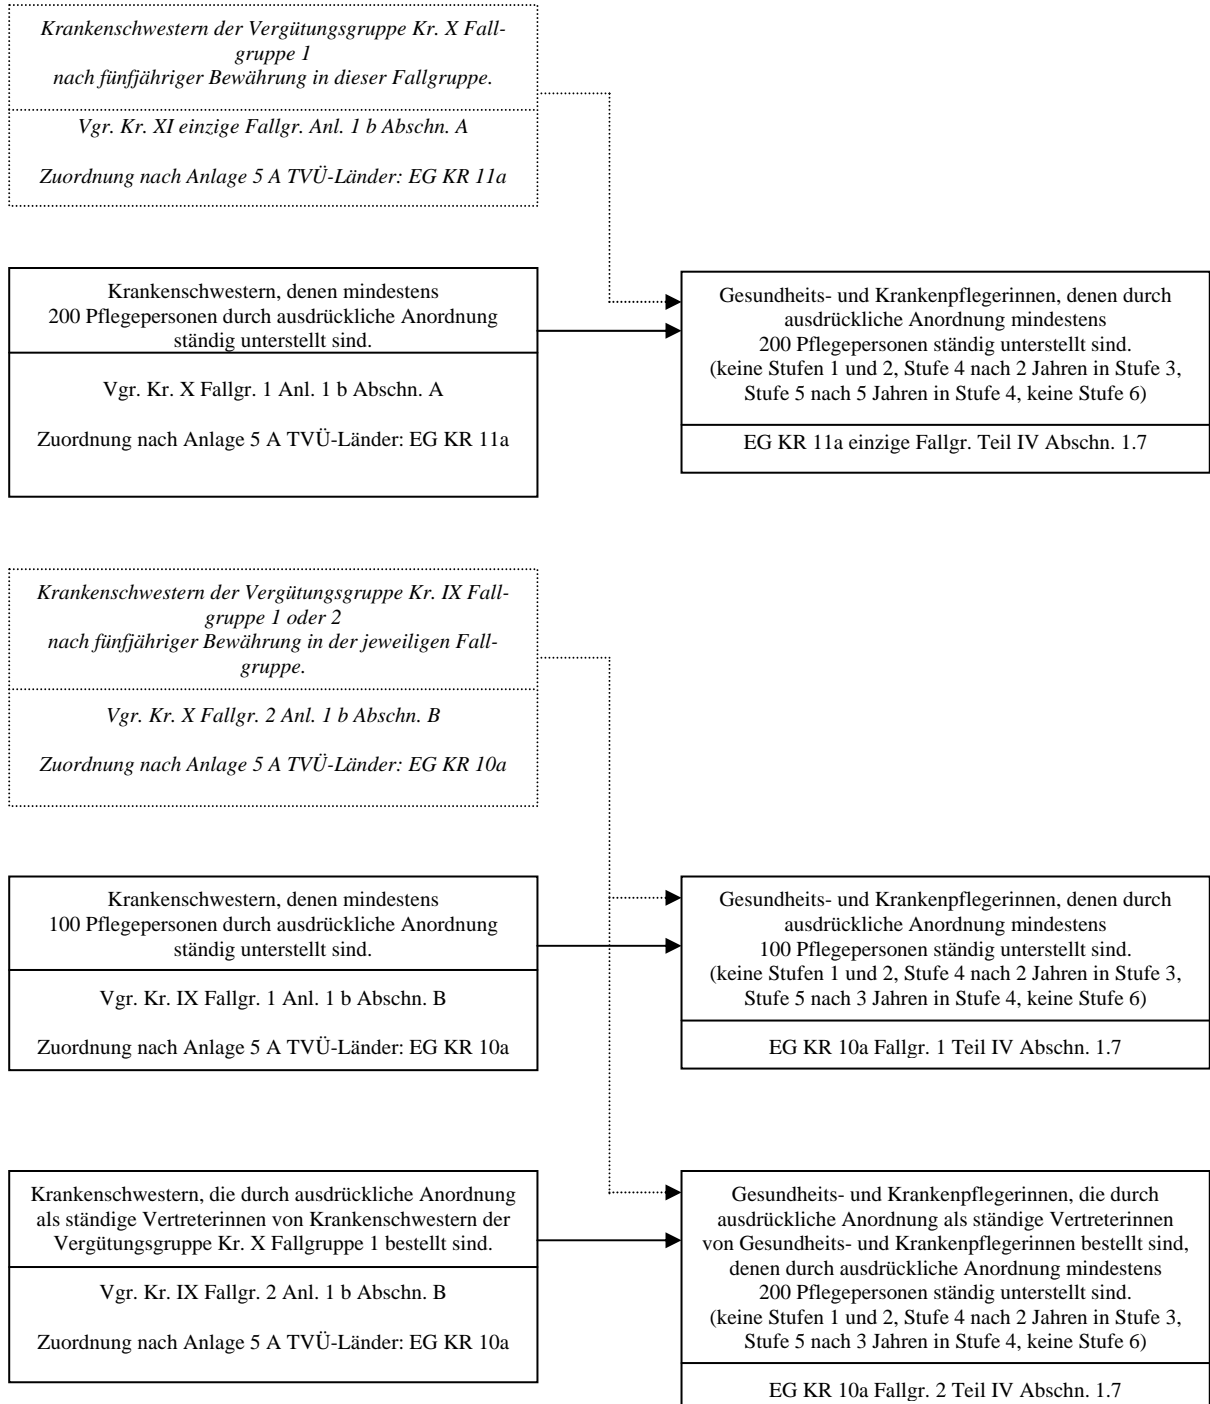 Krankenschwestern der Vergütungsgruppe Kr. X Fall-
gruppe 1
nach fünfjähriger Bewährung in dieser Fallgruppe.
Vgr. Kr. XI einzige Fallgr. Anl. 1 b Abschn. A
Zuordnung nach Anlage 5 A TVÜ-Länder: EG KR 11a
Krankenschwestern, denen mindestens
200 Pflegepersonen durch ausdrückliche Anordnung
ständig unterstellt sind.
Vgr. Kr. X Fallgr. 1 Anl. 1 b Abschn. A
Zuordnung nach Anlage 5 A TVÜ-Länder: EG KR 11a
Gesundheits- und Krankenpflegerinnen, denen durch
ausdrückliche Anordnung mindestens
200 Pflegepersonen ständig unterstellt sind.
(keine Stufen 1 und 2, Stufe 4 nach 2 Jahren in Stufe 3,
Stufe 5 nach 5 Jahren in Stufe 4, keine Stufe 6)
EG KR 11a einzige Fallgr. Teil IV Abschn. 1.7
Krankenschwestern der Vergütungsgruppe Kr. IX Fall-
gruppe 1 oder 2
nach fünfjähriger Bewährung in der jeweiligen Fall-
gruppe.
Vgr. Kr. X Fallgr. 2 Anl. 1 b Abschn. B
Zuordnung nach Anlage 5 A TVÜ-Länder: EG KR 10a
Krankenschwestern, denen mindestens
100 Pflegepersonen durch ausdrückliche Anordnung
ständig unterstellt sind.
Vgr. Kr. IX Fallgr. 1 Anl. 1 b Abschn. B
Zuordnung nach Anlage 5 A TVÜ-Länder: EG KR 10a
Gesundheits- und Krankenpflegerinnen, denen durch
ausdrückliche Anordnung mindestens
100 Pflegepersonen ständig unterstellt sind.
(keine Stufen 1 und 2, Stufe 4 nach 2 Jahren in Stufe 3,
Stufe 5 nach 3 Jahren in Stufe 4, keine Stufe 6)
EG KR 10a Fallgr. 1 Teil IV Abschn. 1.7
Krankenschwestern, die durch ausdrückliche Anordnung
als ständige Vertreterinnen von Krankenschwestern der
Vergütungsgruppe Kr. X Fallgruppe 1 bestellt sind.
Vgr. Kr. IX Fallgr. 2 Anl. 1 b Abschn. B
Zuordnung nach Anlage 5 A TVÜ-Länder: EG KR 10a
Gesundheits- und Krankenpflegerinnen, die durch
ausdrückliche Anordnung als ständige Vertreterinnen
von Gesundheits- und Krankenpflegerinnen bestellt sind,
denen durch ausdrückliche Anordnung mindestens
200 Pflegepersonen ständig unterstellt sind.
(keine Stufen 1 und 2, Stufe 4 nach 2 Jahren in Stufe 3,
Stufe 5 nach 3 Jahren in Stufe 4, keine Stufe 6)
EG KR 10a Fallgr. 2 Teil IV Abschn. 1.7